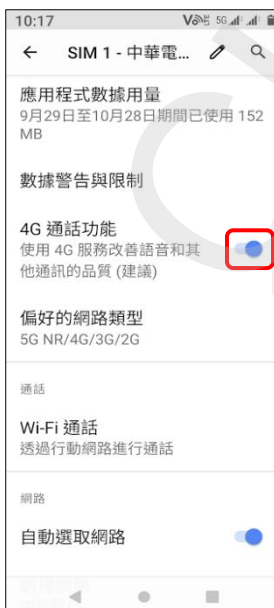 10:17 5G
SIM 1 - 中華電...
應用程式數據用量
9月29日至10月28日期間已使用 152
MB
數據警告與限制
4G 通話功能
使用 4G 服務改善語音和其
他通訊的品質 (建議)
偏好的網路類型
5G NR/4G/3G/2G
通話
Wi-Fi 通話
透過行動網路進行通話
網路
自動選取網路